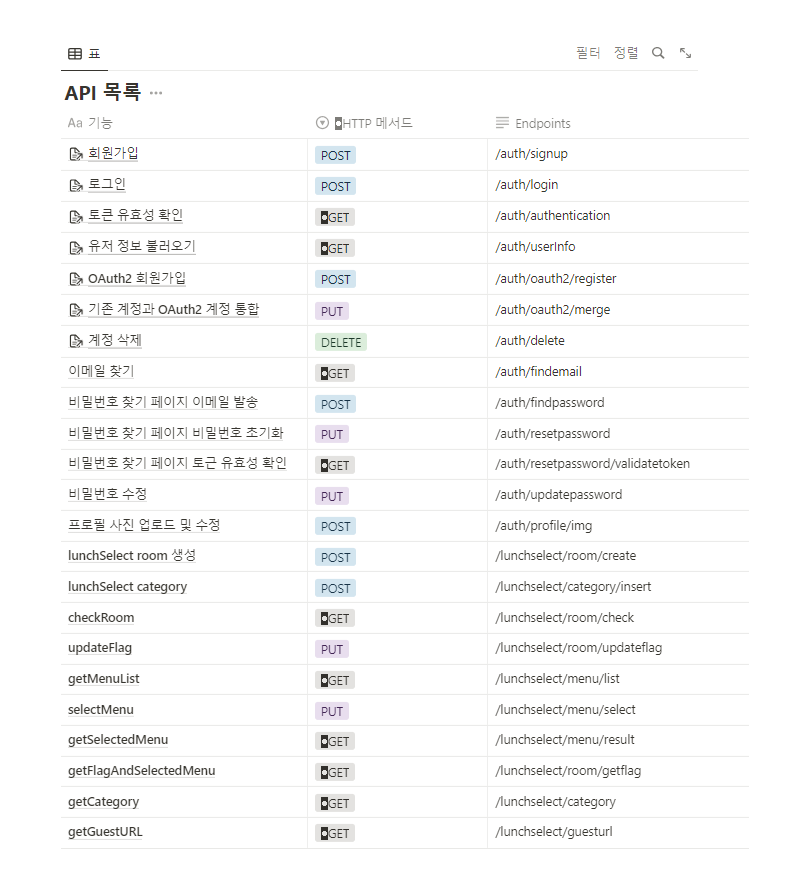 표 필터 정렬
API 목록 ···
Aa 기능 HTTP 메서드 Endpoints
회원가입 POST /auth/signup
로그인 POST /auth/login
토큰 유효성 확인 GET /auth/authentication
유저 정보 불러오기 GET /auth/userInfo
OAuth2 회원가입 POST /auth/oauth2/register
기존 계정과 OAuth2 계정 통합 PUT /auth/oauth2/merge
계정 삭제 DELETE /auth/delete
이메일 찾기 GET /auth/findemail
비밀번호 찾기 페이지 이메일 발송 POST /auth/findpassword
비밀번호 찾기 페이지 비밀번호 초기화 PUT /auth/resetpassword
비밀번호 찾기 페이지 토근 유효성 확인 GET /auth/resetpassword/validatetoken
비밀번호 수정 PUT /auth/updatepassword
프로필 사진 업로드 및 수정 POST /auth/profile/img
lunchSelect room 생성 POST /lunchselect/room/create
lunchSelect category POST /lunchselect/category/insert
checkRoom GET /lunchselect/room/check
updateFlag PUT /lunchselect/room/updateflag
getMenuList GET /lunchselect/menu/list
selectMenu PUT /lunchselect/menu/select
getSelectedMenu GET /lunchselect/menu/result
getFlagAndSelectedMenu GET /lunchselect/room/getflag
getCategory GET /lunchselect/category
getGuestURL GET /lunchselect/guesturl